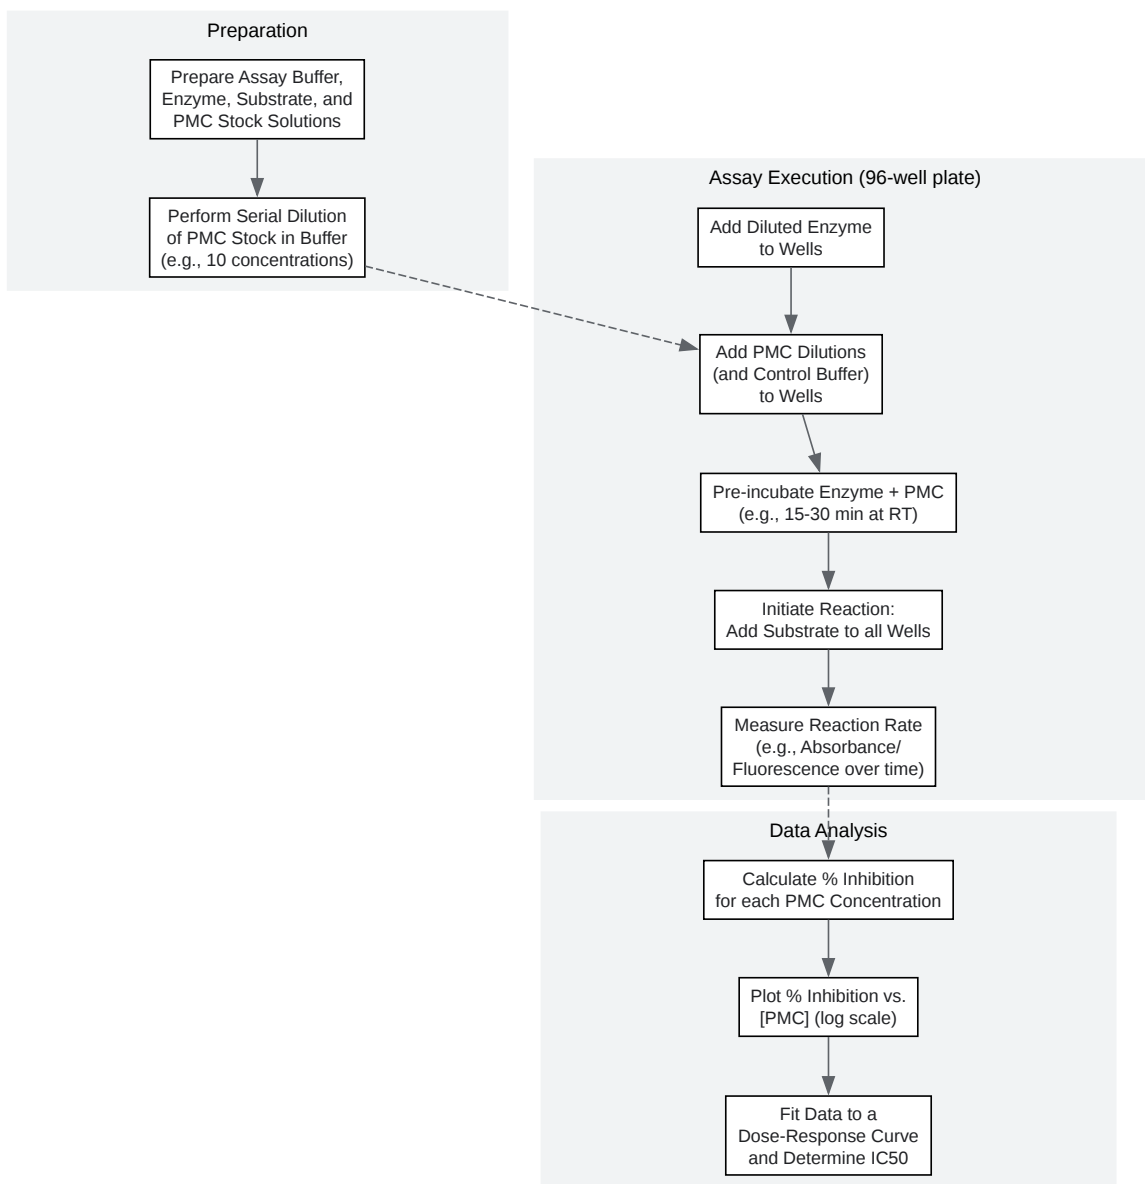 Preparation
Prepare Assay Buffer,
Enzyme, Substrate, and
PMC Stock Solutions
Perform Serial Dilution
of PMC Stock in Buffer
(e.g., 10 concentrations)
Assay Execution (96-well plate)
Add Diluted Enzyme
to Wells
Add PMC Dilutions
(and Control Buffer)
to Wells
Pre-incubate Enzyme + PMC
(e.g., 15-30 min at RT)
Initiate Reaction:
Add Substrate to all Wells
Measure Reaction Rate
(e.g., Absorbance/
Fluorescence over time)
Data Analysis
Calculate % Inhibition
for each PMC Concentration
Plot % Inhibition vs.
[PMC] (log scale)
Fit Data to a
Dose-Response Curve
and Determine IC50